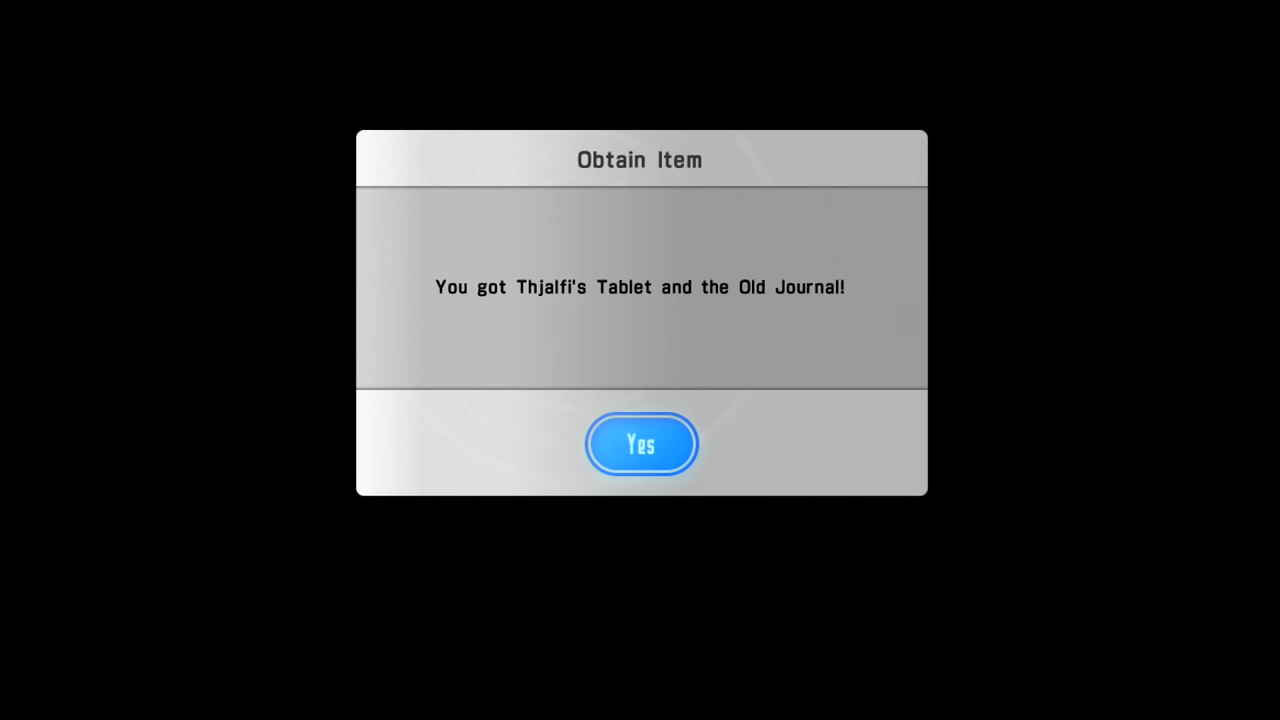 Obtain Item
You got Thjalfi's Tablet and the Old Journal!
Yes